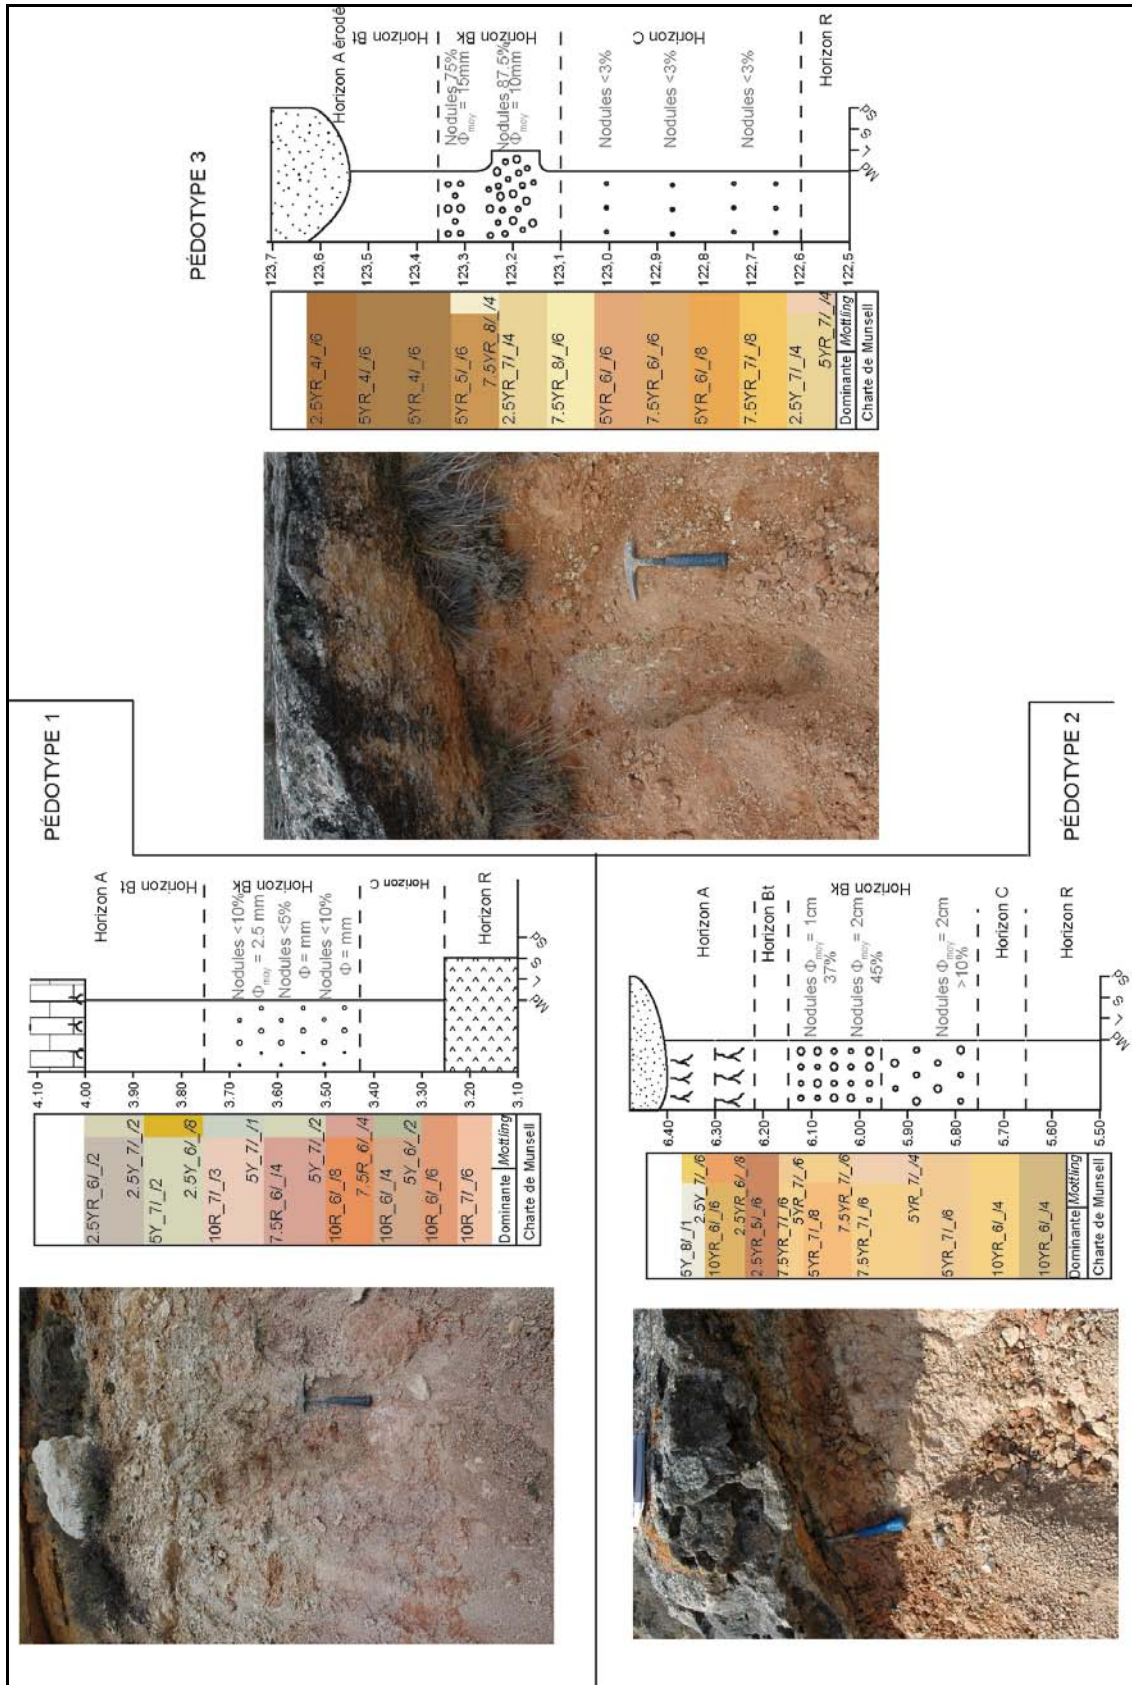 PÉDOTYPE 1
4.10
4.00
3.90
3.80
3.70
3.60
3.50
3.40
3.30
3.20
3.10
Horizon A
Horizon Bt
Horizon Bk
Horizon C
Horizon R
Nodules <10%
Φmoy = 2.5 mm
Nodules <5%
Φ = mm
Nodules <10%
Φ = mm
Md
L
S
Sd
2.5YR_6/_/2
2.5Y_7/_/2
5Y_7/_/2
2.5Y_6/_/8
10R_7/_/3
5Y_7/_/1
7.5R_6/_/4
5Y_7/_/2
10R_6/_/8
7.5R_6/_/4
10R_6/_/4
5Y_6/_/2
10R_6/_/6
10R_7/_/6
Dominante Mottling
Charte de Munsell
PÉDOTYPE 2
6.40
6.30
6.20
6.10
6.00
5.90
5.80
5.70
5.60
5.50
Horizon A
Horizon Bt
Horizon Bk
Horizon C
Horizon R
Nodules Φmoy = 1cm
37%
Nodules Φmoy = 2cm
45%
Nodules Φmoy = 2cm
>10%
Md
L
S
Sd
5Y_8/_/1
2.5Y_7/_/6
10YR_6/_/6
2.5YR_6/_/8
2.5YR_5/_/6
7.5YR_7/_/6
5YR_7/_/6
5YR_7/_/8
7.5YR_7/_/6
7.5YR_7/_/6
5YR_7/_/4
5YR_7/_/6
10YR_6/_/4
10YR_6/_/4
Dominante Mottling
Charte de Munsell
PÉDOTYPE 3
123,7
123,6
123,5
123,4
123,3
123,2
123,1
123,0
122,9
122,8
122,7
122,6
122,5
Horizon A érodé
Horizon Bt
Horizon Bk
Horizon C
Horizon R
Nodules 75%
Φmoy = 15mm
Nodules 87.5%
Φmoy = 10mm
Nodules <3%
Nodules <3%
Nodules <3%
Md
L
S
Sd
2.5YR_4/_/6
5YR_4/_/6
5YR_4/_/6
5YR_5/_/6
7.5YR_8/_/4
2.5YR_7/_/4
7.5YR_8/_/6
5YR_6/_/6
7.5YR_6/_/6
5YR_6/_/8
7.5YR_7/_/8
2.5Y_7/_/4
5YR_7/_/4
Dominante Mottling
Charte de Munsell